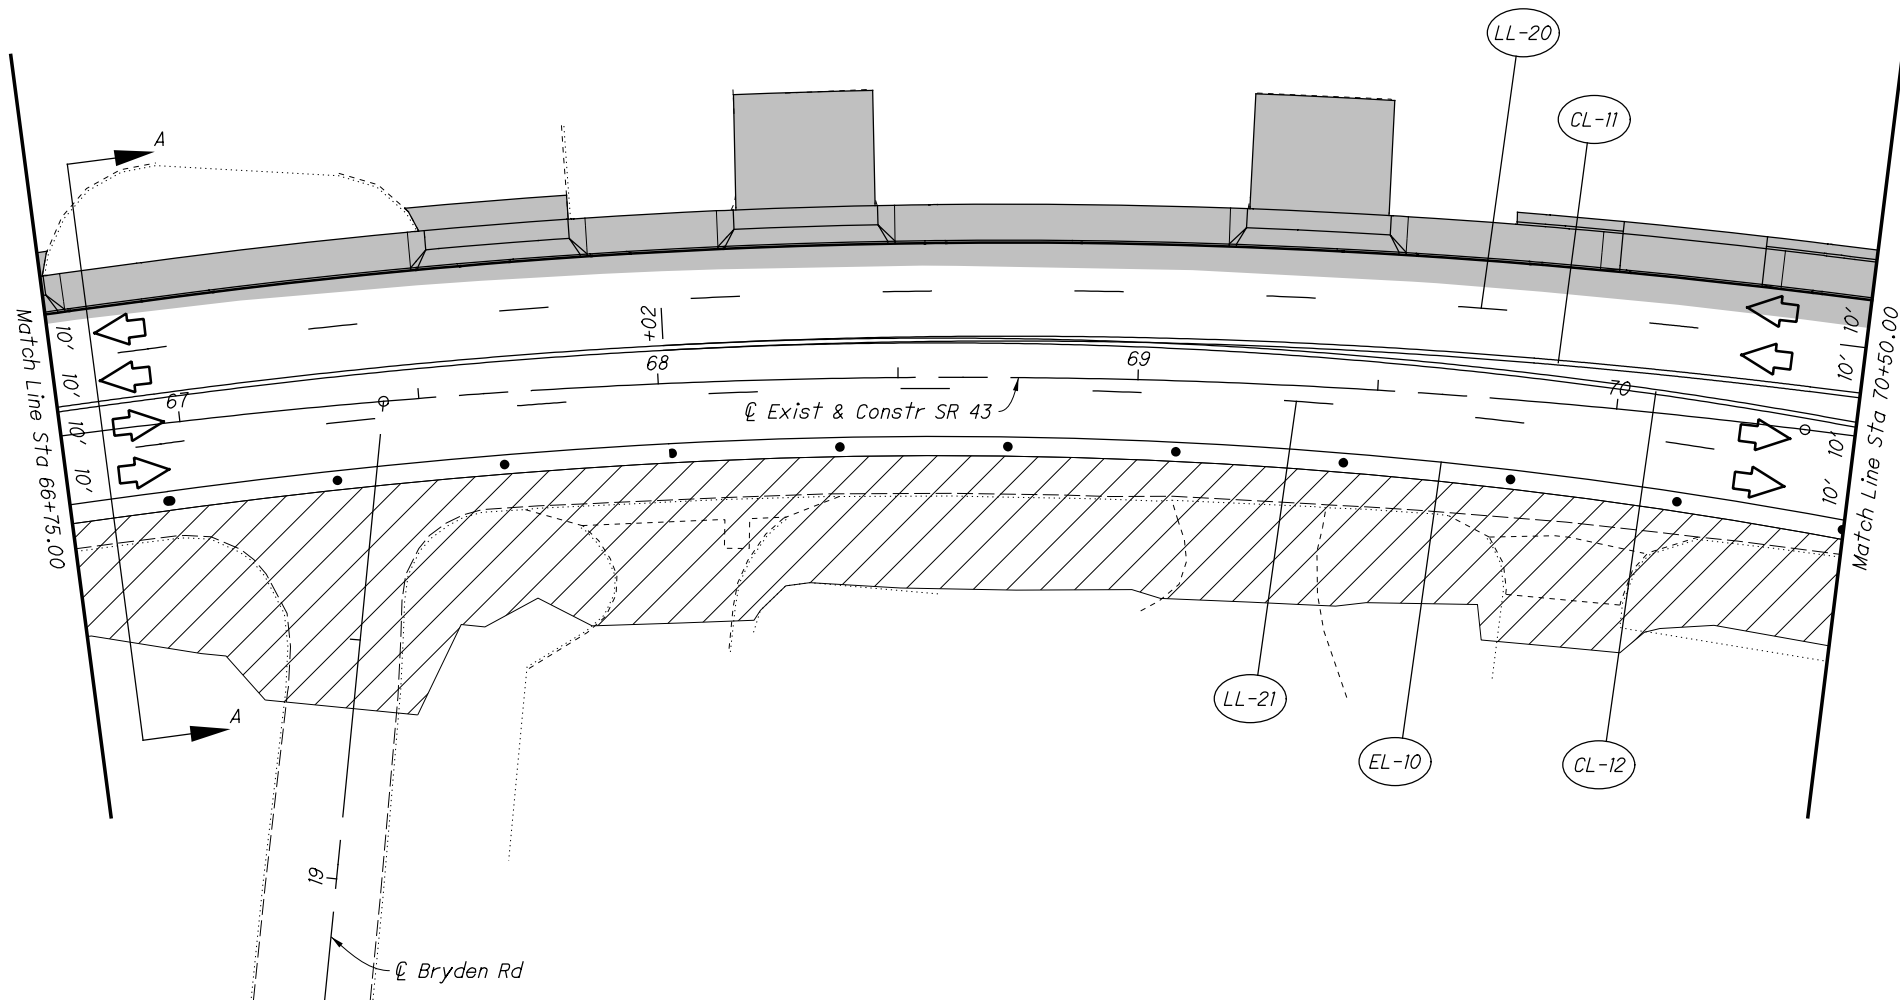 LL-20
CL-11
A
Match Line Sta 66+75.00
10'
10'
10'
10'
+02
67
68
69
70
℄ Exist & Constr SR 43
10'
10'
10'
10'
Match Line Sta 70+50.00
A
LL-21
EL-10
CL-12
19
℄ Bryden Rd